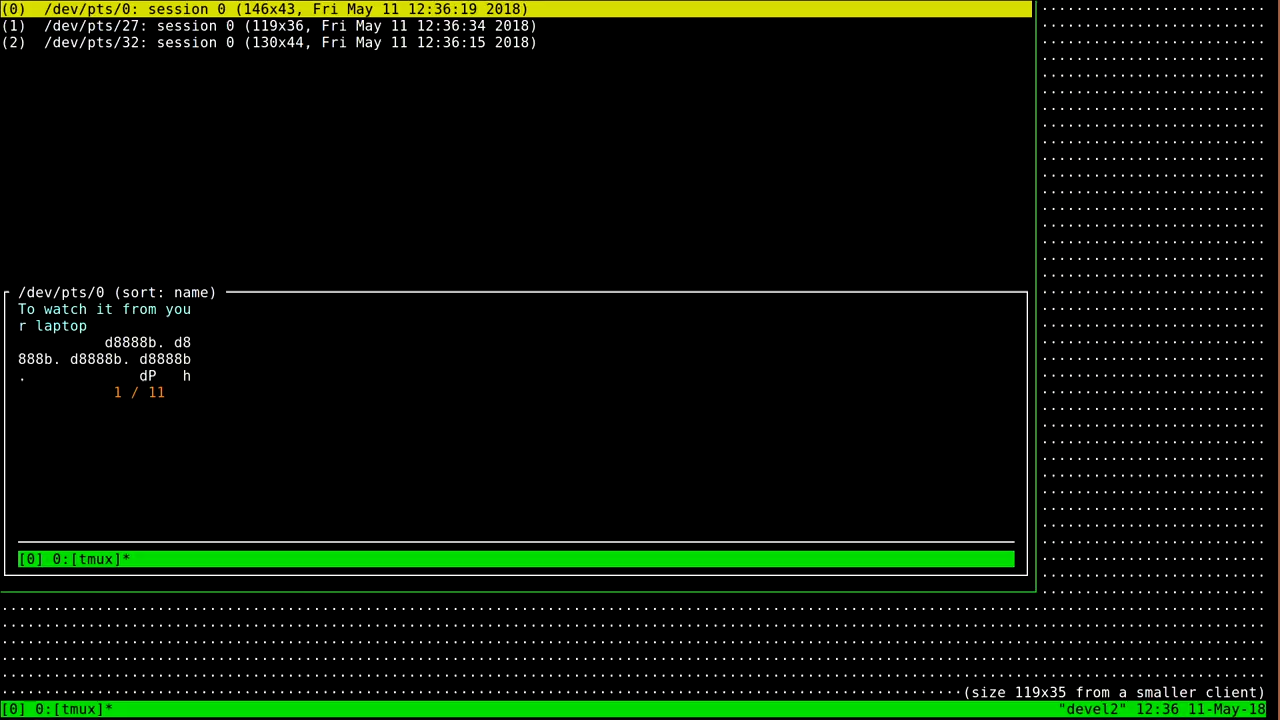 (0)  /dev/pts/0: session 0 (146x43, Fri May 11 12:36:19 2018)
(1)  /dev/pts/27: session 0 (119x36, Fri May 11 12:36:34 2018)
(2)  /dev/pts/32: session 0 (130x44, Fri May 11 12:36:15 2018)
/dev/pts/0 (sort: name)
To watch it from you
r laptop
d8888b. d8
888b. d8888b. d8888b
.             dP   h
1 / 11
[0] 0:[tmux]*
(size 119x35 from a smaller client)
[0] 0:[tmux]* "devel2" 12:36 11-May-18